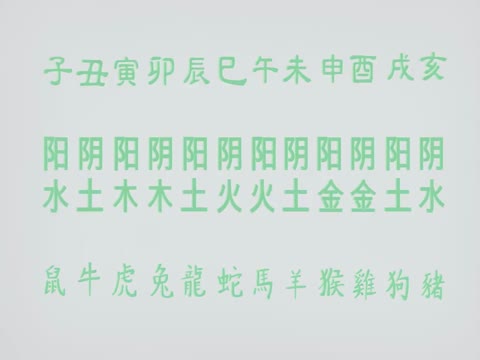 子丑寅卯辰巳午未申酉戌亥
阳阴阳阴阳阴阳阴阳阴阳阴
水土木木土火火土金金土水
鼠牛虎兔龍蛇馬羊猴雞狗豬